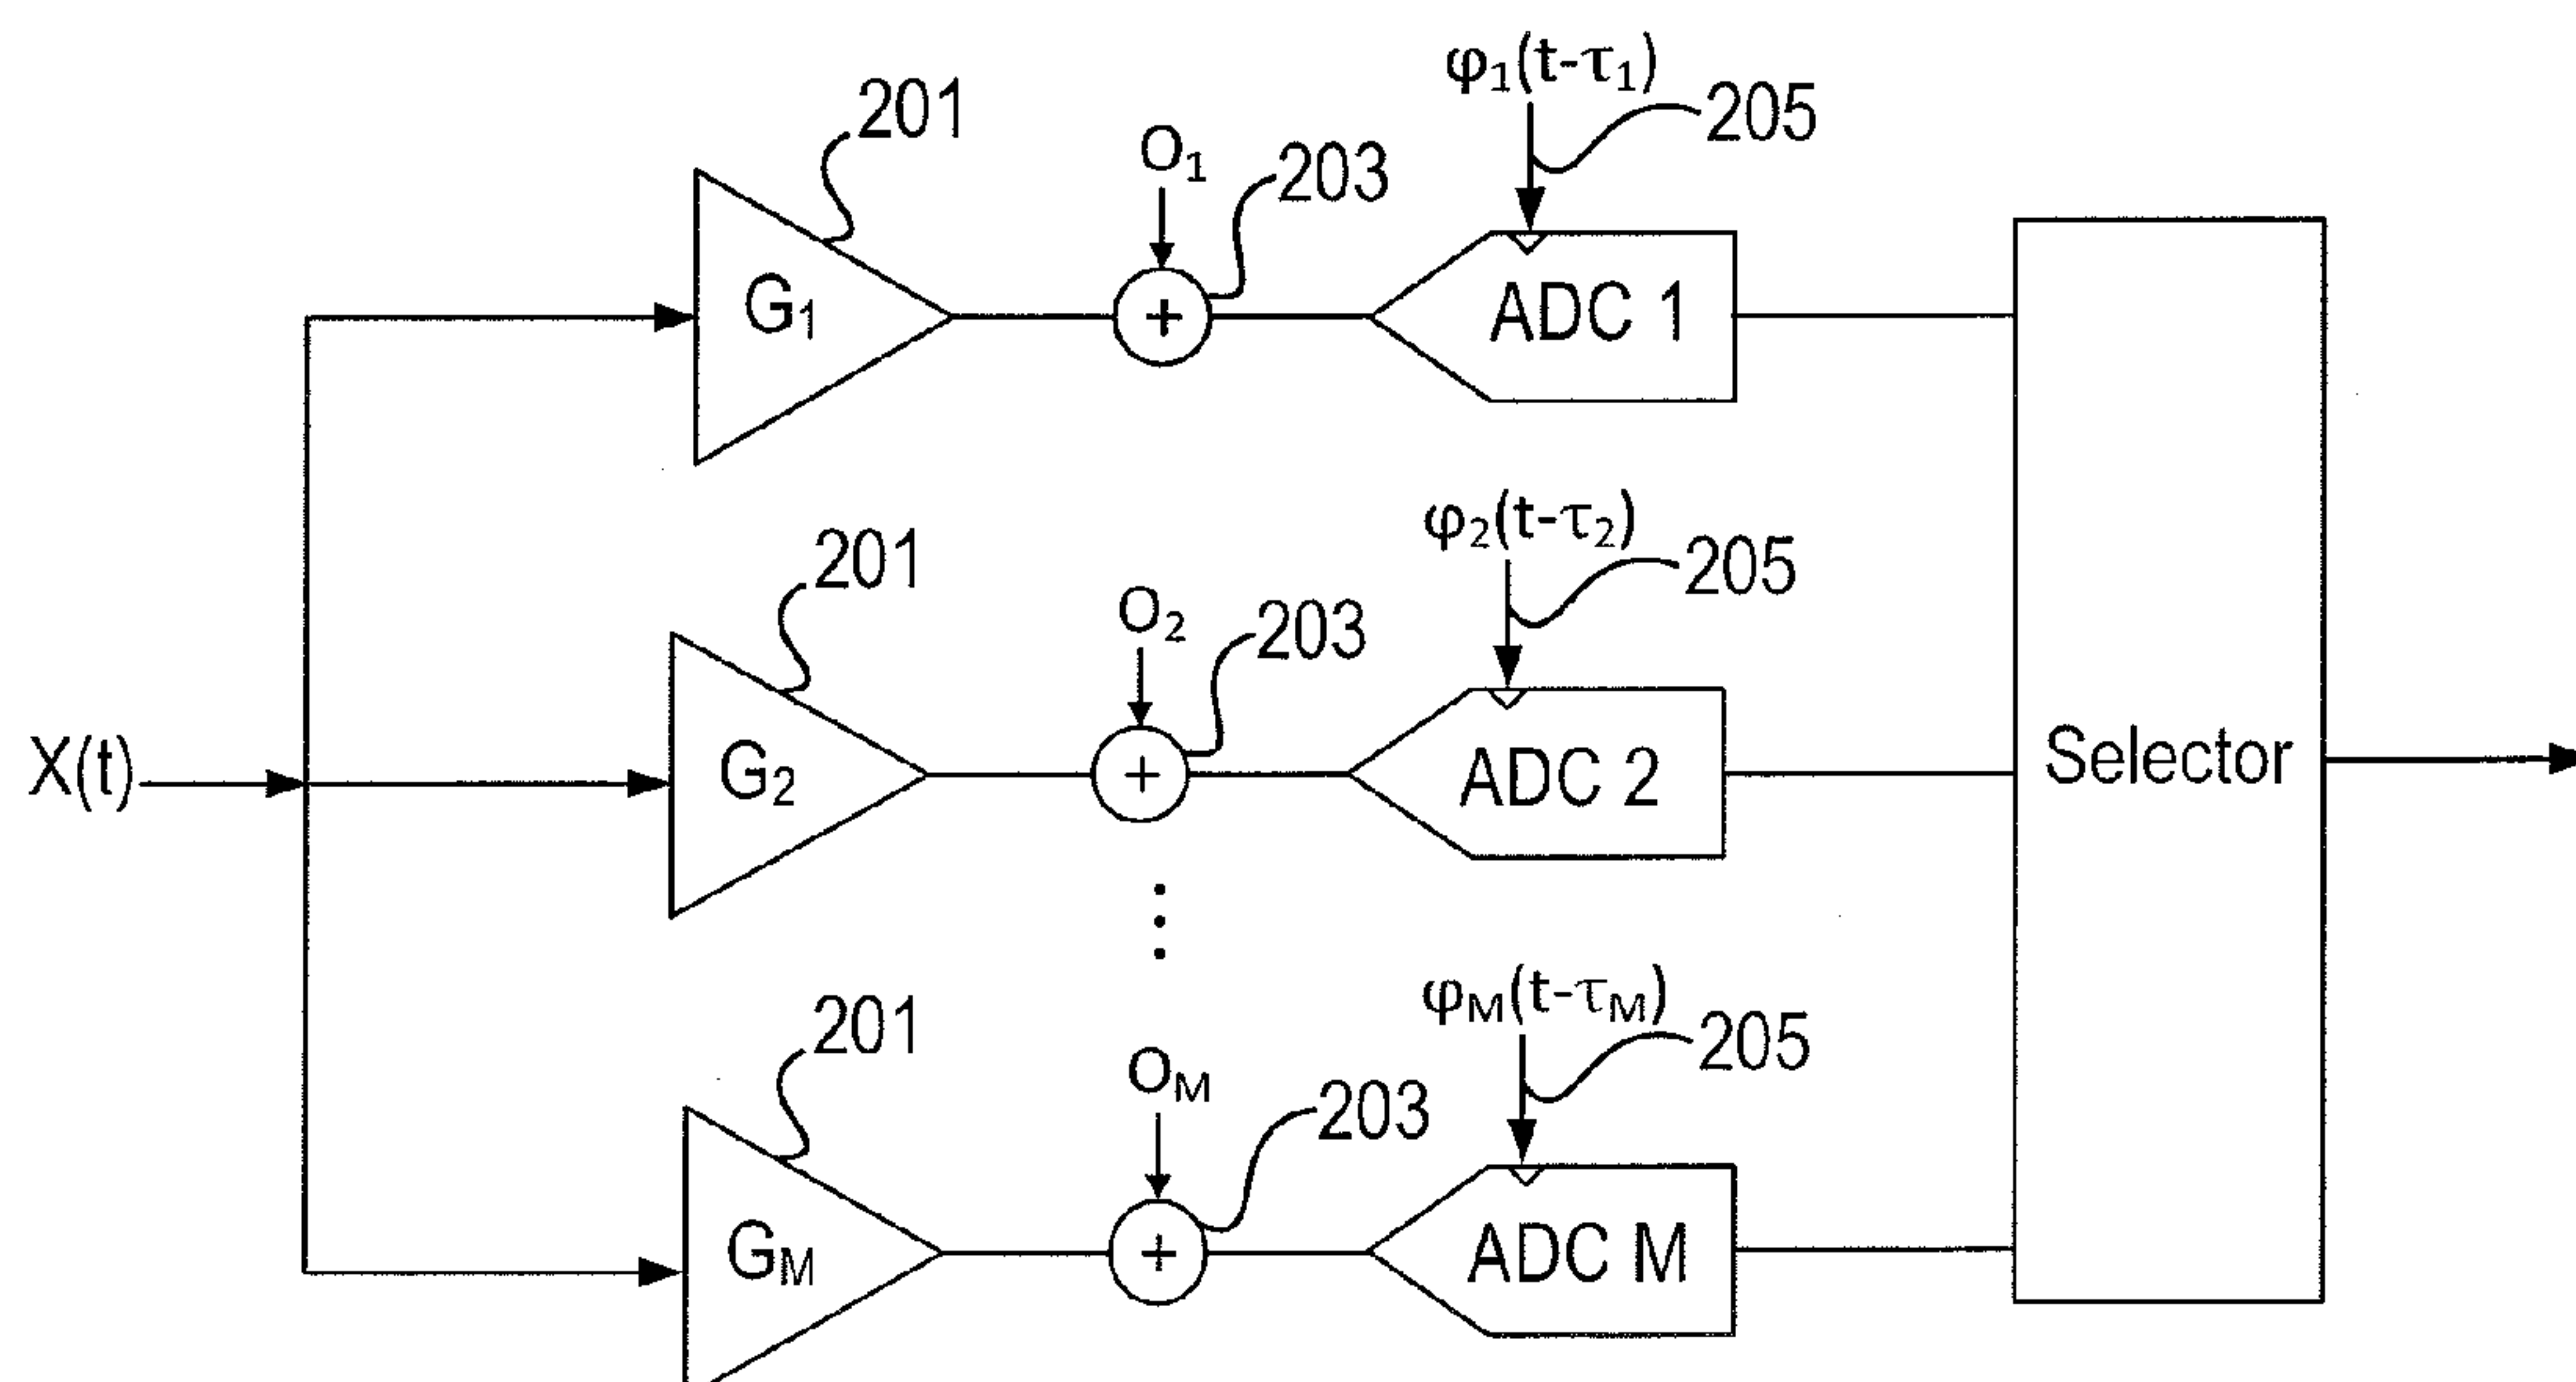 φ₁(t-τ₁)
201
205
O₁
203
G₁
+
ADC 1
φ₂(t-τ₂)
201
205
O₂
203
X(t)
G₂
+
ADC 2
Selector
⋮
φM(t-τM)
201
205
OM
203
GM
+
ADC M